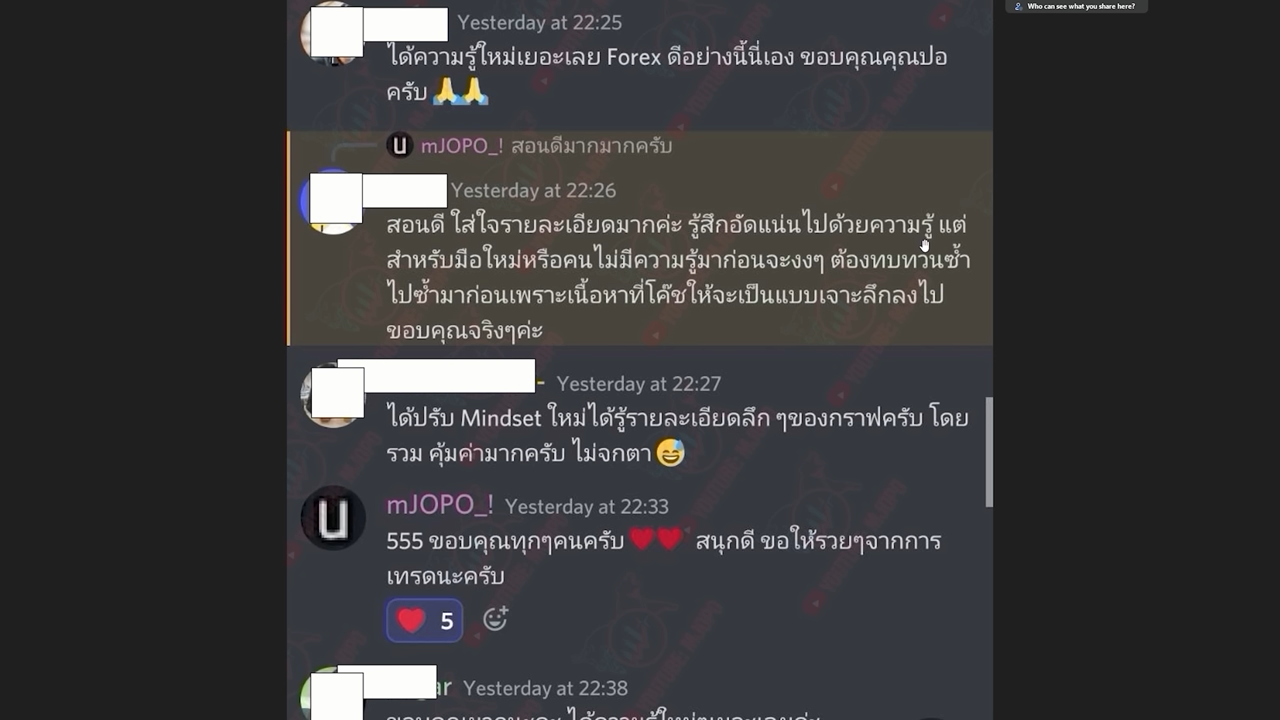 Who can see what you share here?
Yesterday at 22:25
ได้ความรู้ใหม่เยอะเลย Forex ดีอย่างนี้นี่เอง ขอบคุณคุณปอ
ครับ 🙏🙏
mJOPO_! สอนดีมากมากครับ
Yesterday at 22:26
สอนดี ใส่ใจรายละเอียดมากค่ะ รู้สึกอัดแน่นไปด้วยความรู้ แต่
สำหรับมือใหม่หรือคนไม่มีความรู้มาก่อนจะงงๆ ต้องทบทวนซ้ำ
ไปซ้ำมาก่อนเพราะเนื้อหาที่โค๊ชให้จะเป็นแบบเจาะลึกลงไป
ขอบคุณจริงๆค่ะ
Yesterday at 22:27
ได้ปรับ Mindset ใหม่ได้รู้รายละเอียดลึก ๆของกราฟครับ โดย
รวม คุ้มค่ามากครับ ไม่จกตา 😅
mJOPO_! Yesterday at 22:33
555 ขอบคุณทุกๆคนครับ ❤️❤️ สนุกดี ขอให้รวยๆจากการ
เทรดนะครับ
❤️ 5
Yesterday at 22:38